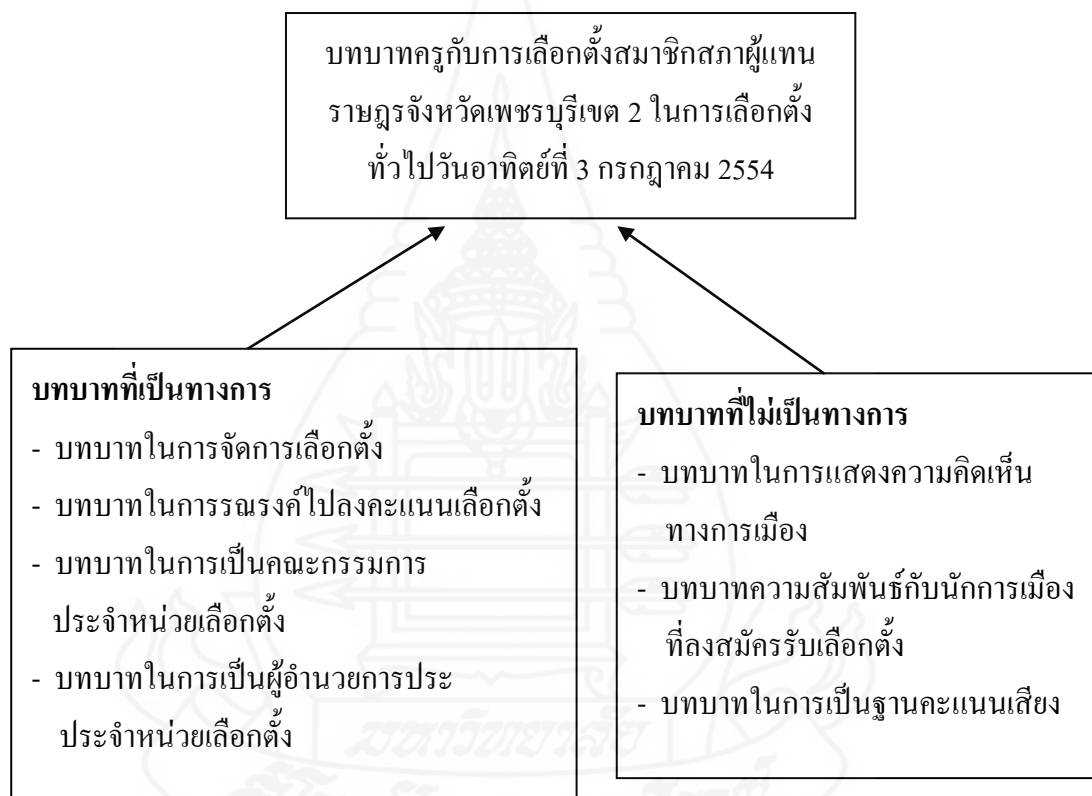 บทบาทครูกับการเลือกตั้งสมาชิกสภาผู้แทน
ราษฎรจังหวัดเพชรบุรีเขต 2 ในการเลือกตั้ง
ทั่วไปวันอาทิตย์ที่ 3 กรกฎาคม 2554
บทบาทที่เป็นทางการ
- บทบาทในการจัดการเลือกตั้ง
- บทบาทในการรณรงค์ไปลงคะแนนเลือกตั้ง
- บทบาทในการเป็นคณะกรรมการ
ประจำหน่วยเลือกตั้ง
- บทบาทในการเป็นผู้อำนวยการประ
ประจำหน่วยเลือกตั้ง
บทบาทที่ไม่เป็นทางการ
- บทบาทในการแสดงความคิดเห็น
ทางการเมือง
- บทบาทความสัมพันธ์กับนักการเมือง
ที่ลงสมัครรับเลือกตั้ง
- บทบาทในการเป็นฐานคะแนนเสียง
มหาวิทยาลัย